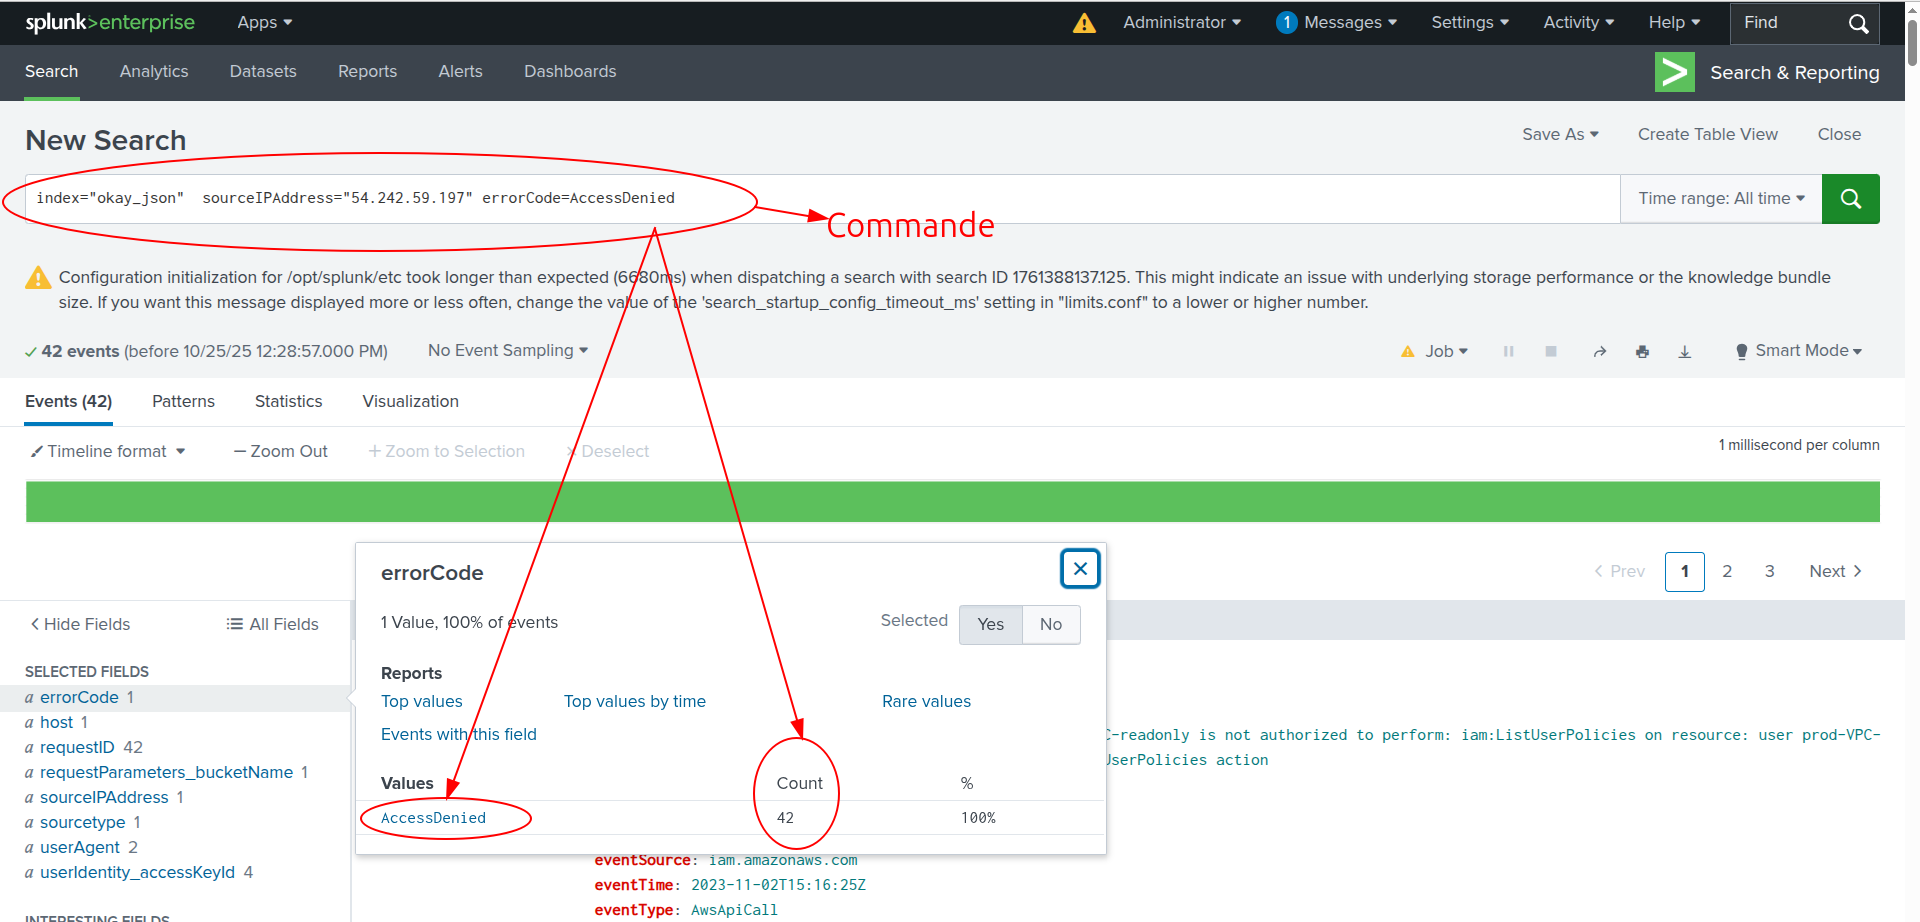 splunk>enterprise Apps Administrator 1 Messages Settings Activity Help Find
Search Analytics Datasets Reports Alerts Dashboards Search & Reporting
New Search
Save As Create Table View Close
index="okay_json" sourceIPAddress="54.242.59.197" errorCode=AccessDenied
Time range: All time
Commande
Configuration initialization for /opt/splunk/etc took longer than expected (6680ms) when dispatching a search with search ID 1761388137.125. This might indicate an issue with underlying storage performance or the knowledge bundle
size. If you want this message displayed more or less often, change the value of the 'search_startup_config_timeout_ms' setting in "limits.conf" to a lower or higher number.
42 events (before 10/25/25 12:28:57.000 PM) No Event Sampling Job Smart Mode
Events (42) Patterns Statistics Visualization
Timeline format — Zoom Out + Zoom to Selection × Deselect
1 millisecond per column
< Prev 1 2 3 Next >
< Hide Fields All Fields
SELECTED FIELDS
a errorCode 1
a host 1
a requestID 42
a requestParameters_bucketName 1
a sourceIPAddress 1
a sourcetype 1
a userAgent 2
a userIdentity_accessKeyId 4
INTERESTING FIELDS
errorCode
1 Value, 100% of events
Selected Yes No
Reports
Top values Top values by time Rare values
Events with this field
Values Count %
AccessDenied 42 100%
C-readonly is not authorized to perform: iam:ListUserPolicies on resource: user prod-VPC-
UserPolicies action
eventSource: iam.amazonaws.com
eventTime: 2023-11-02T15:16:25Z
eventType: AwsApiCall